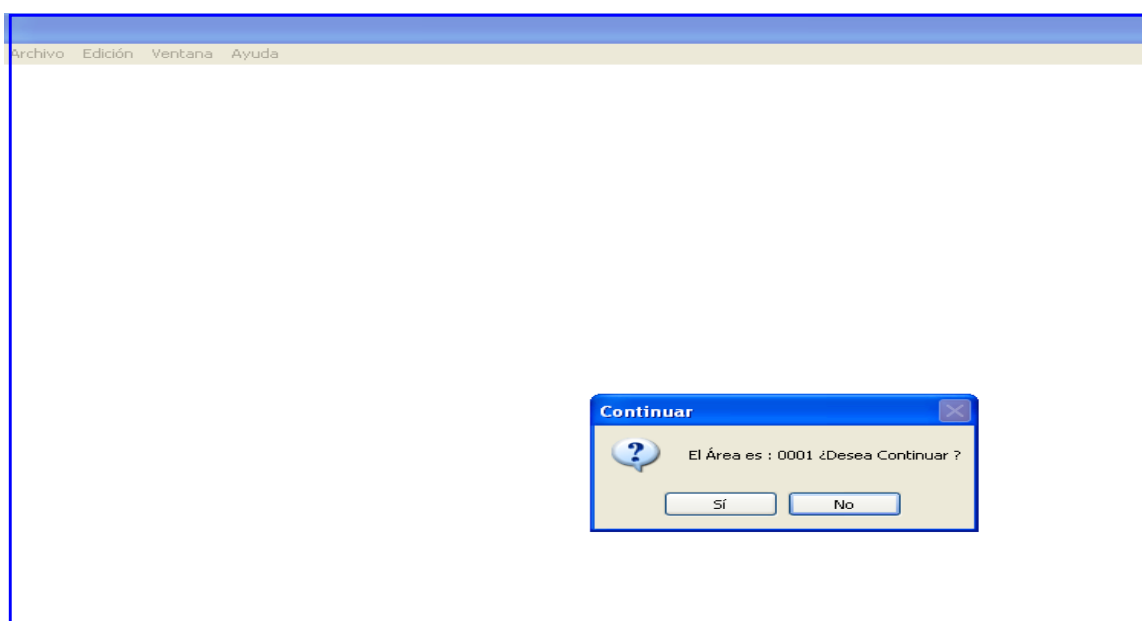 Archivo Edición Ventana Ayuda
Continuar
El Área es : 0001 ¿Desea Continuar ?
Sí No